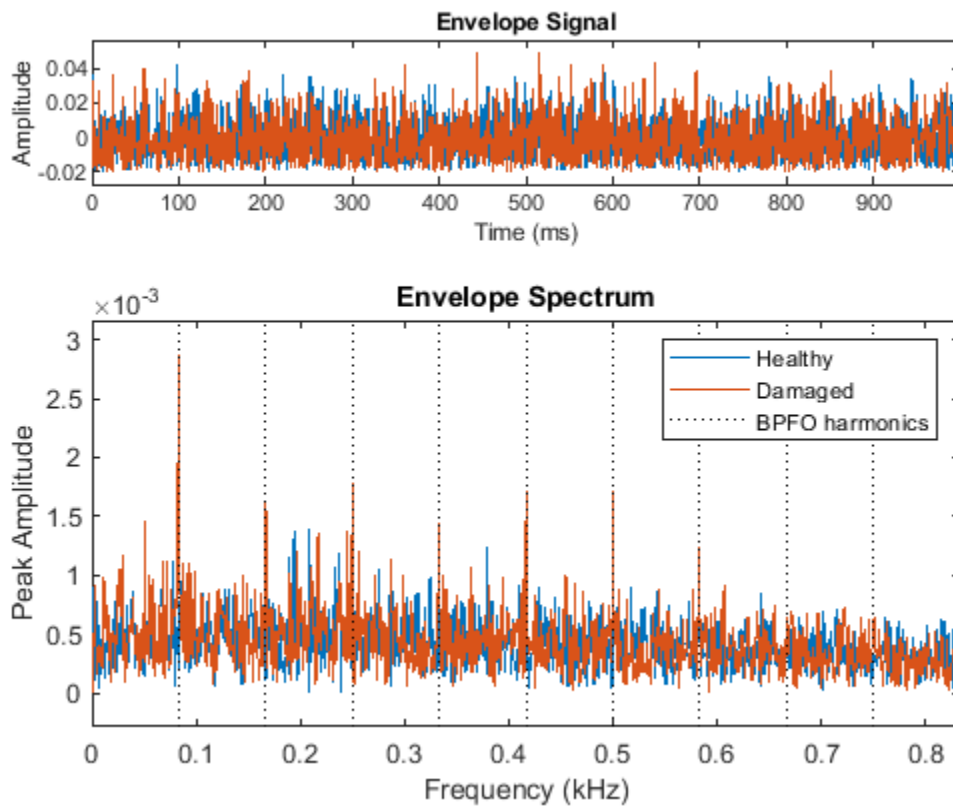 Envelope Signal
Amplitude
0.04
0.02
0
-0.02
0 100 200 300 400 500 600 700 800 900
Time (ms)
Envelope Spectrum
×10-3
Peak Amplitude
3
2.5
2
1.5
1
0.5
0
Healthy
Damaged
BPFO harmonics
0 0.1 0.2 0.3 0.4 0.5 0.6 0.7 0.8
Frequency (kHz)